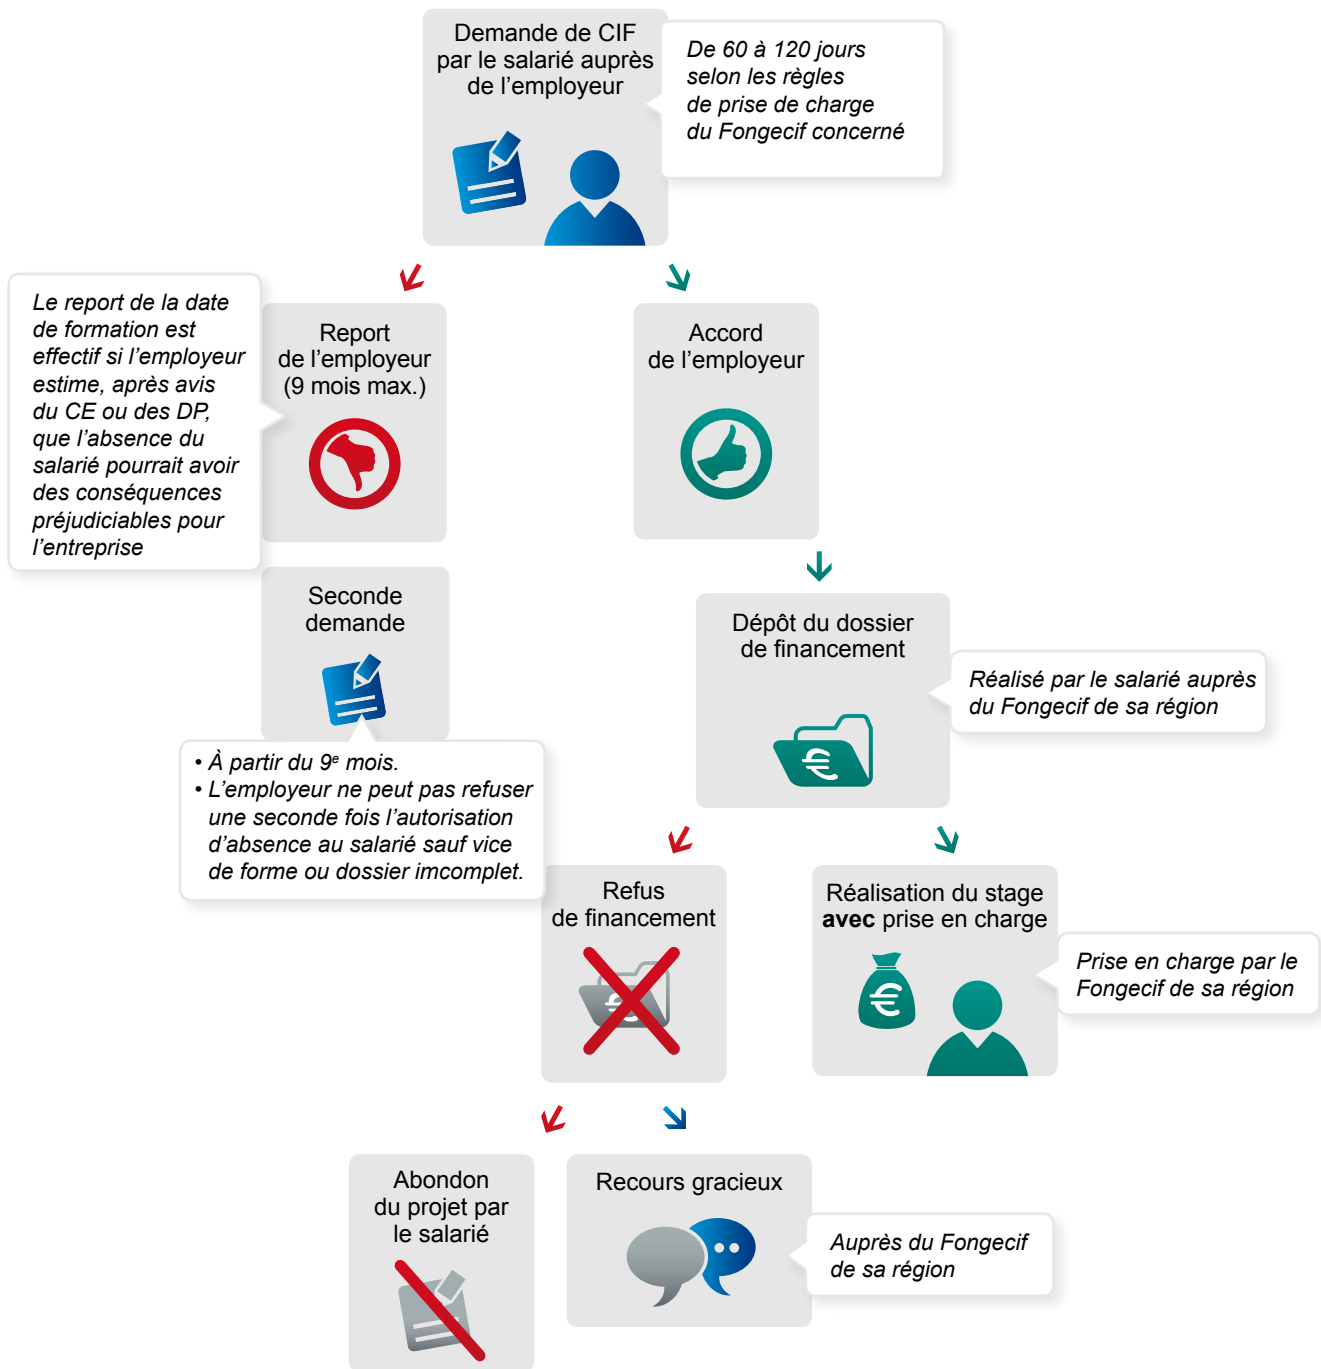 Demande de CIF
par le salarié auprès
de l’employeur
De 60 à 120 jours
selon les règles
de prise de charge
du Fongecif concerné
Le report de la date
de formation est
effectif si l’employeur
estime, après avis
du CE ou des DP,
que l’absence du
salarié pourrait avoir
des conséquences
préjudiciables pour
l’entreprise
Report
de l’employeur
(9 mois max.)
Accord
de l’employeur
Seconde
demande
• À partir du 9e mois.
• L’employeur ne peut pas refuser
une seconde fois l’autorisation
d’absence au salarié sauf vice
de forme ou dossier imcomplet.
Dépôt du dossier
de financement
€
Réalisé par le salarié auprès
du Fongecif de sa région
Refus
de financement
€
Réalisation du stage
avec prise en charge
€
Prise en charge par le
Fongecif de sa région
Abondon
du projet par
le salarié
Recours gracieux
Auprès du Fongecif
de sa région